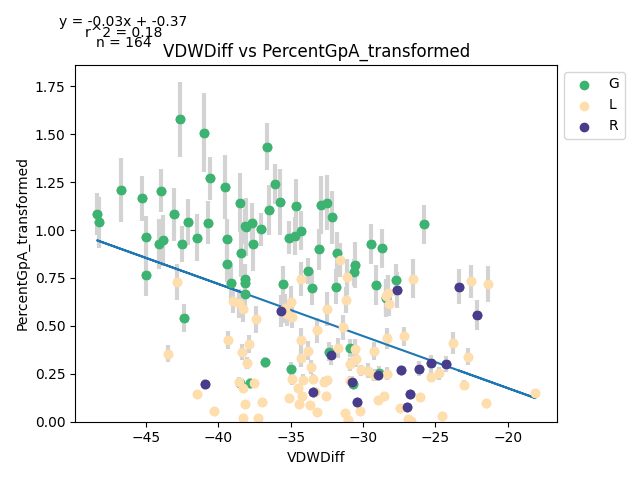 y = -0.03x + -0.37
r^2 = 0.18
n = 164
VDWDiff vs PercentGpA_transformed
G
L
R
PercentGpA_transformed
1.75
1.50
1.25
1.00
0.75
0.50
0.25
0.00
−45
−40
−35
−30
−25
−20
VDWDiff